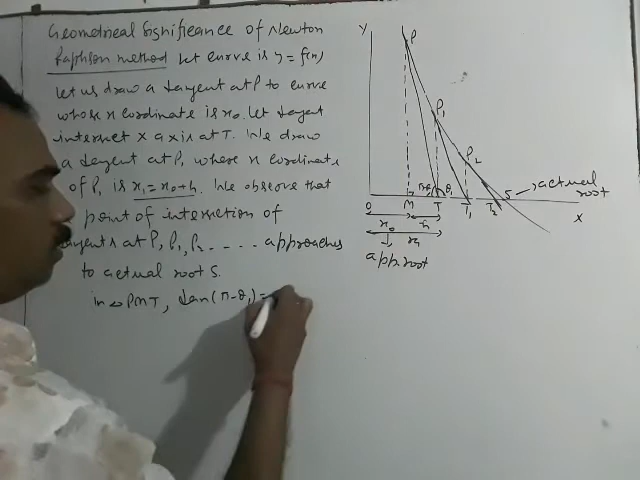 Geometrical Significance of Newton
Raphson method Let curve is y = f(x)
Let us draw a tangent at P to curve
whose x coordinate is x₀. Let tangent
intersect x axis at T. We draw
a tangent at P₁ where x coordinate
of P₁ is x₁ = x₀+h. We observe that
point of intersection of
tangents at P, P₁, P₂ - - - - . approaches
to actual root S.
in △ PMT, tan(π-θ₁) =
Y
P
P₁
P₂
S
actual
root
π-θ₁
θ₁
O
M
T
T₁
T₂
X
x₀
h
x₁
app. root